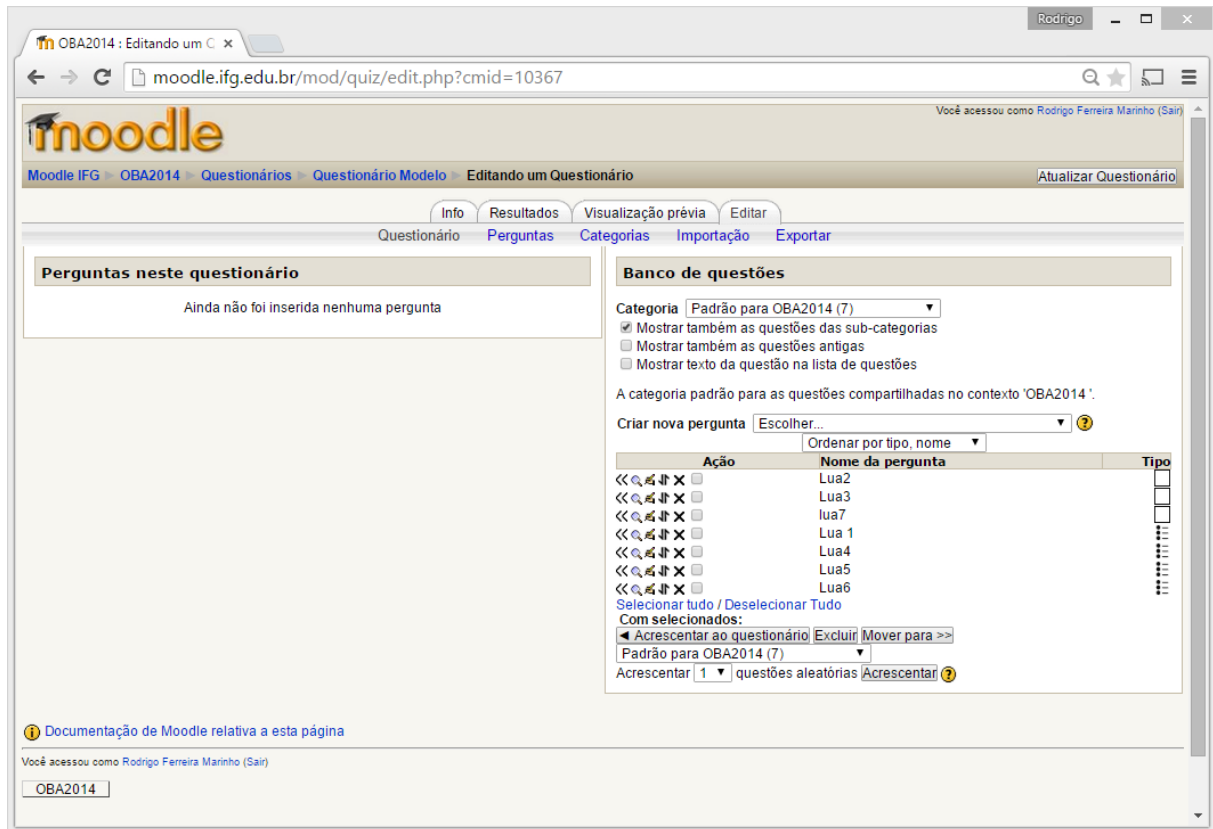 Rodrigo
OBA2014 : Editando um C
moodle.ifg.edu.br/mod/quiz/edit.php?cmid=10367
Você acessou como Rodrigo Ferreira Marinho (Sair)
moodle
Moodle IFG ► OBA2014 ► Questionários ► Questionário Modelo ► Editando um Questionário
Atualizar Questionário
Info Resultados Visualização prévia Editar
Questionário Perguntas Categorias Importação Exportar
Perguntas neste questionário
Ainda não foi inserida nenhuma pergunta
Banco de questões
Categoria Padrão para OBA2014 (7)
Mostrar também as questões das sub-categorias
Mostrar também as questões antigas
Mostrar texto da questão na lista de questões
A categoria padrão para as questões compartilhadas no contexto 'OBA2014 '.
Criar nova pergunta Escolher...
Ordenar por tipo, nome
Ação Nome da pergunta Tipo
Lua2
Lua3
lua7
Lua 1
Lua4
Lua5
Lua6
Selecionar tudo / Deselecionar Tudo
Com selecionados:
◄ Acrescentar ao questionário Excluir Mover para >>
Padrão para OBA2014 (7)
Acrescentar 1 questões aleatórias Acrescentar
Documentação de Moodle relativa a esta página
Você acessou como Rodrigo Ferreira Marinho (Sair)
OBA2014